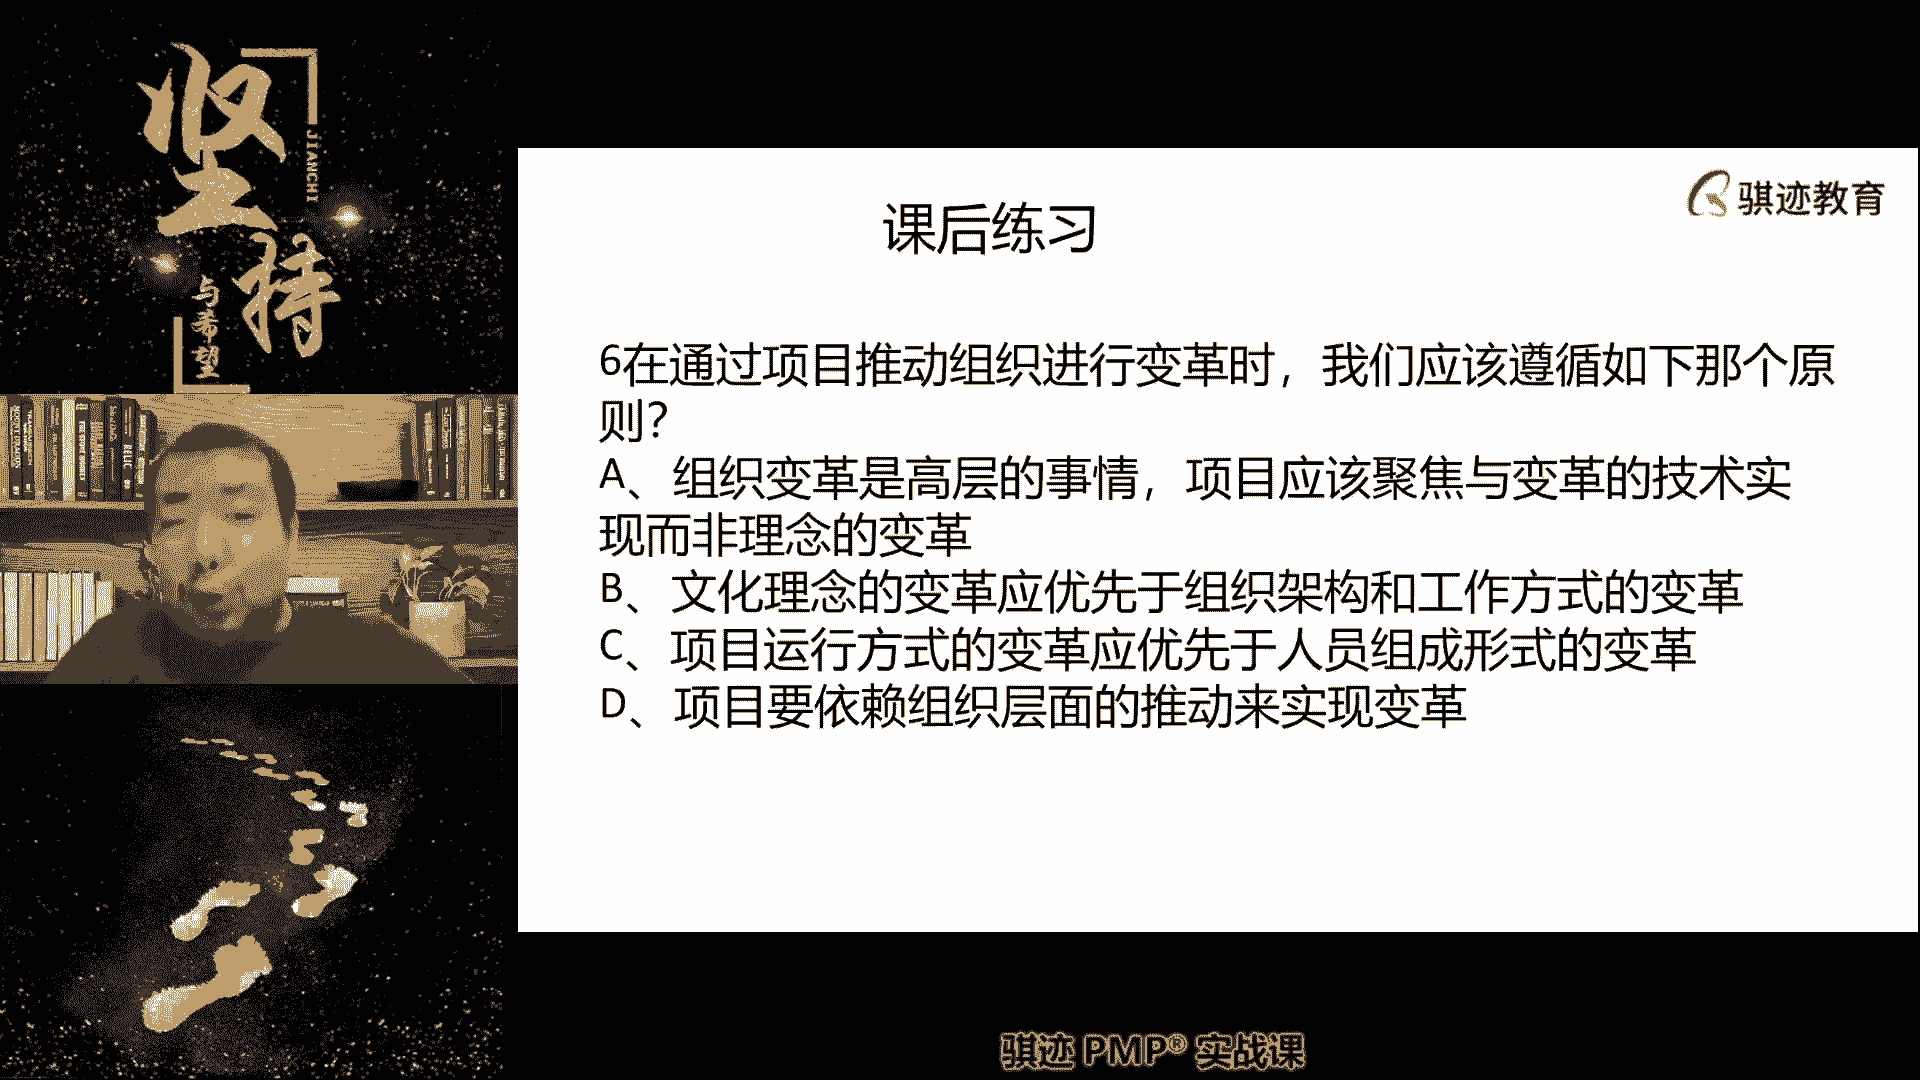 坚持
JIANCHI
与希望
骐迹教育
课后练习
6在通过项目推动组织进行变革时，我们应该遵循如下那个原
则？
A、组织变革是高层的事情，项目应该聚焦与变革的技术实
现而非理念的变革
B、文化理念的变革应优先于组织架构和工作方式的变革
C、项目运行方式的变革应优先于人员组成形式的变革
D、项目要依赖组织层面的推动来实现变革
骐迹 PMP® 实战课